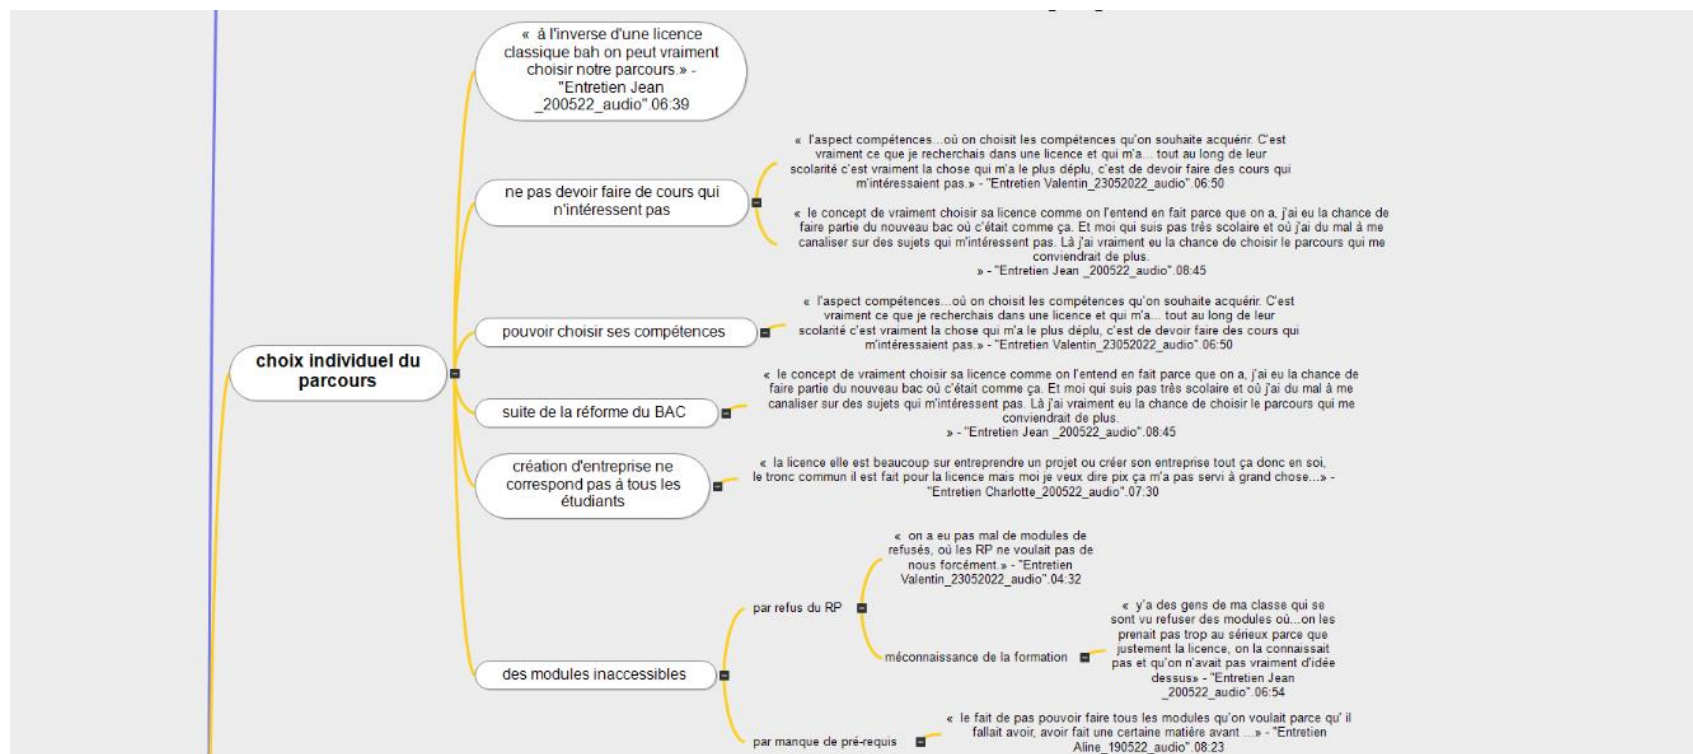 « à l'inverse d'une licence
classique bah on peut vraiment
choisir notre parcours.» -
"Entretien Jean
_200522_audio".06:39
ne pas devoir faire de cours qui
n'intéressent pas
« l'aspect compétences...où on choisit les compétences qu'on souhaite acquérir. C'est
vraiment ce que je recherchais dans une licence et qui m'a... tout au long de leur
scolarité c'est vraiment la chose qui m'a le plus déplu, c'est de devoir faire des cours qui
m'intéressaient pas.» - "Entretien Valentin_23052022_audio".06:50
« le concept de vraiment choisir sa licence comme on l'entend en fait parce que on a, j'ai eu la chance de
faire partie du nouveau bac où c'était comme ça. Et moi qui suis pas très scolaire et où j'ai du mal à me
canaliser sur des sujets qui m'intéressent pas. Là j'ai vraiment eu la chance de choisir le parcours qui me
conviendrait de plus.
» - "Entretien Jean _200522_audio".08:45
pouvoir choisir ses compétences
« l'aspect compétences...où on choisit les compétences qu'on souhaite acquérir. C'est
vraiment ce que je recherchais dans une licence et qui m'a... tout au long de leur
scolarité c'est vraiment la chose qui m'a le plus déplu, c'est de devoir faire des cours qui
m'intéressaient pas.» - "Entretien Valentin_23052022_audio".06:50
choix individuel du
parcours
suite de la réforme du BAC
« le concept de vraiment choisir sa licence comme on l'entend en fait parce que on a, j'ai eu la chance de
faire partie du nouveau bac où c'était comme ça. Et moi qui suis pas très scolaire et où j'ai du mal à me
canaliser sur des sujets qui m'intéressent pas. Là j'ai vraiment eu la chance de choisir le parcours qui me
conviendrait de plus.
» - "Entretien Jean _200522_audio".08:45
création d'entreprise ne
correspond pas à tous les
étudiants
« la licence elle est beaucoup sur entreprendre un projet ou créer son entreprise tout ça donc en soi,
le tronc commun il est fait pour la licence mais moi je veux dire pix ça m'a pas servi à grand chose...» -
"Entretien Charlotte_200522_audio".07:30
des modules inaccessibles
par refus du RP
« on a eu pas mal de modules de
refusés, où les RP ne voulait pas de
nous forcément.» - "Entretien
Valentin_23052022_audio".04:32
méconnaissance de la formation
« y'a des gens de ma classe qui se
sont vu refuser des modules où...on les
prenait pas trop au sérieux parce que
justement la licence, on la connaissait
pas et qu'on n'avait pas vraiment d'idée
dessus» - "Entretien Jean
_200522_audio".06:54
par manque de pré-requis
« le fait de pas pouvoir faire tous les modules qu'on voulait parce qu' il
fallait avoir, avoir fait une certaine matière avant ...» - "Entretien
Aline_190522_audio".08:23